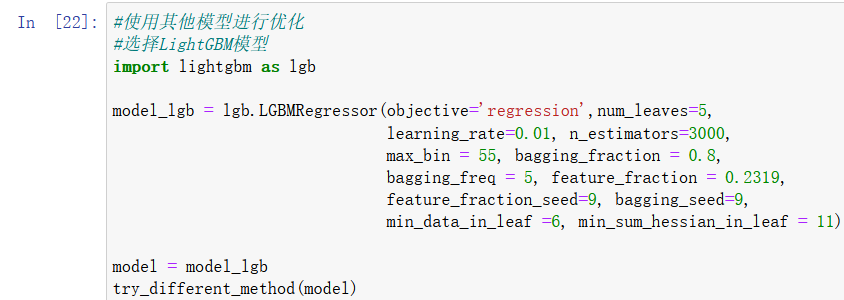 In [22]:
#使用其他模型进行优化
#选择LightGBM模型
import lightgbm as lgb
model_lgb = lgb.LGBMRegressor(objective='regression',num_leaves=5,
learning_rate=0.01, n_estimators=3000,
max_bin = 55, bagging_fraction = 0.8,
bagging_freq = 5, feature_fraction = 0.2319,
feature_fraction_seed=9, bagging_seed=9,
min_data_in_leaf =6, min_sum_hessian_in_leaf = 11)
model = model_lgb
try_different_method(model)